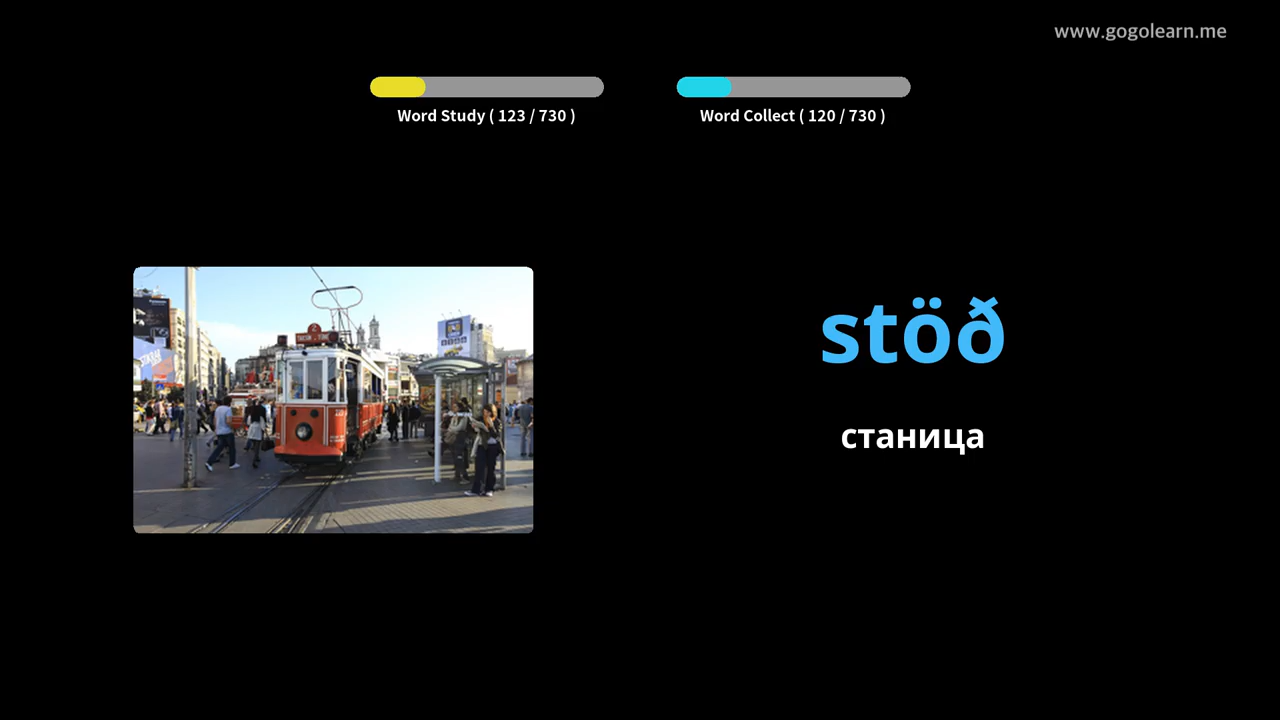 www.gogolearn.me
Word Study ( 123 / 730 )
Word Collect ( 120 / 730 )
stöð
станица